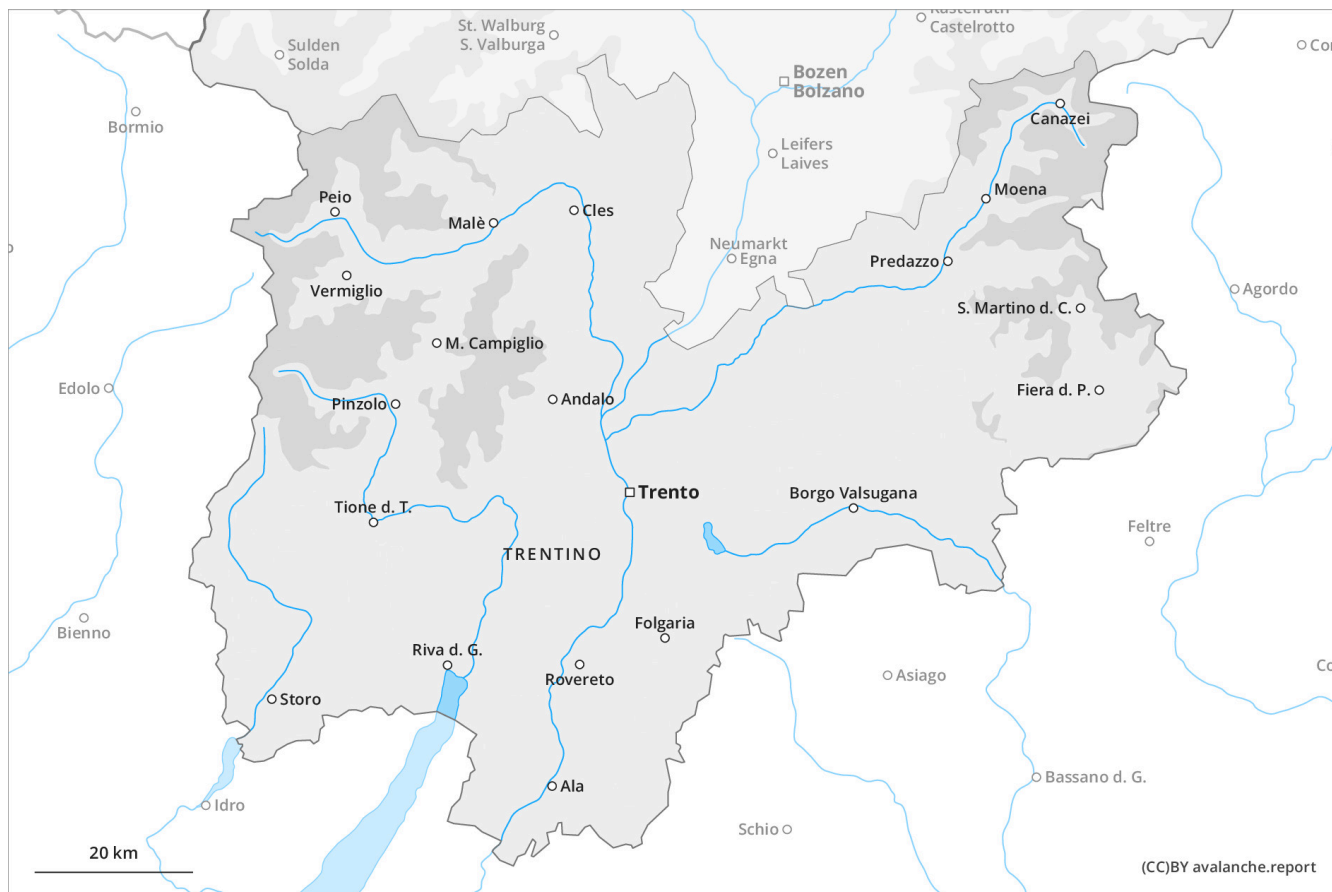 Kastelruth
Castelrotto
St. Walburg
S. Valburga
Sulden
Solda
Bozen
Bolzano
Bormio
Canazei
Leifers
Laives
Peio
Moena
Malè
Cles
Neumarkt
Egna
Predazzo
Vermiglio
Agordo
S. Martino d. C.
M. Campiglio
Edolo
Pinzolo
Andalo
Fiera d. P.
Trento
Borgo Valsugana
Tione d. T.
Feltre
TRENTINO
Bienno
Folgaria
Riva d. G.
Rovereto
Asiago
Storo
Bassano d. G.
Ala
Idro
Schio
20 km
(CC)BY avalanche.report